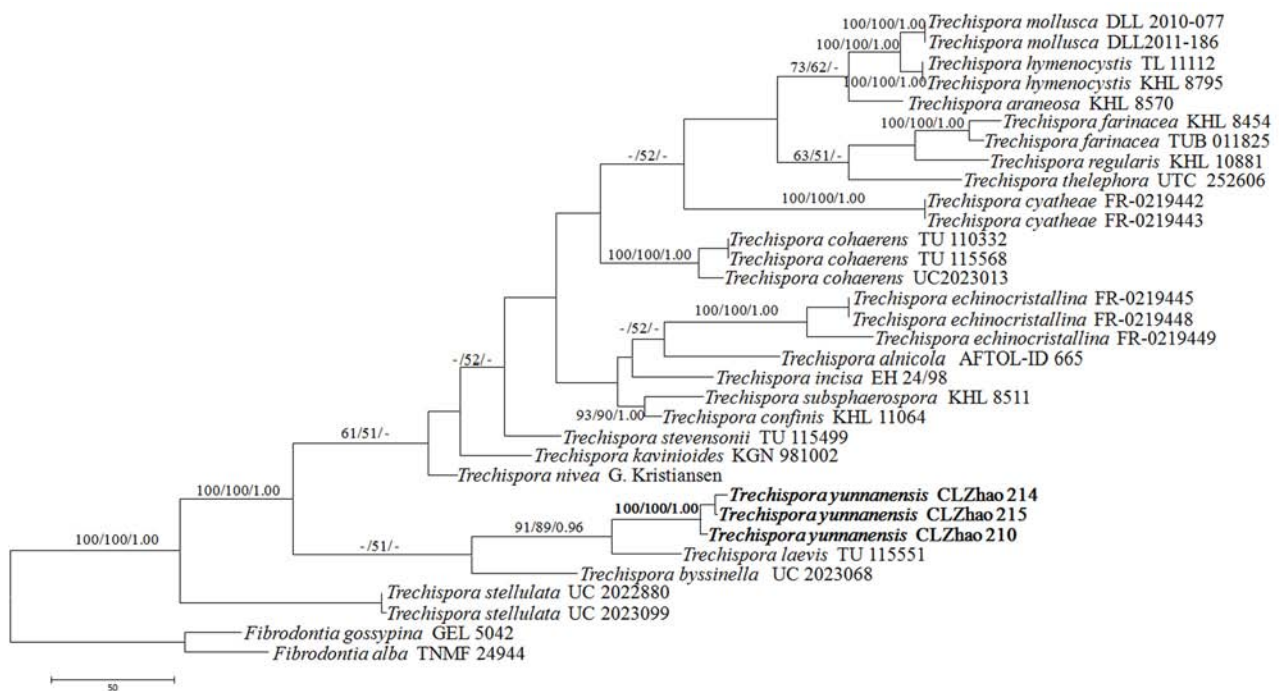 100/100/1.00
Trechispora mollusca DLL 2010-077
100/100/1.00
Trechispora mollusca DLL2011-186
Trechispora hymenocystis TL 11112
73/62/-
100/100/1.00
Trechispora hymenocystis KHL 8795
Trechispora araneosa KHL 8570
Trechispora farinacea KHL 8454
100/100/1.00
Trechispora farinacea TUB 011825
-/52/-
63/51/-
Trechispora regularis KHL 10881
Trechispora thelephora UTC 252606
100/100/1.00
Trechispora cyatheae FR-0219442
Trechispora cyatheae FR-0219443
Trechispora cohaerens TU 110332
100/100/1.00
Trechispora cohaerens TU 115568
Trechispora cohaerens UC2023013
Trechispora echinocristallina FR-0219445
100/100/1.00
Trechispora echinocristallina FR-0219448
-/52/-
Trechispora echinocristallina FR-0219449
-/52/-
Trechispora alnicola AFTOL-ID 665
Trechispora incisa EH 24/98
Trechispora subsphaerospora KHL 8511
93/90/1.00
Trechispora confinis KHL 11064
61/51/-
Trechispora stevensonii TU 115499
Trechispora kavinioides KGN 981002
Trechispora nivea G. Kristiansen
100/100/1.00
Trechispora yunnanensis CLZhao 214
100/100/1.00
Trechispora yunnanensis CLZhao 215
91/89/0.96
Trechispora yunnanensis CLZhao 210
100/100/1.00
-/51/-
Trechispora laevis TU 115551
Trechispora byssinella UC 2023068
Trechispora stellulata UC 2022880
Trechispora stellulata UC 2023099
Fibrodontia gossypina GEL 5042
Fibrodontia alba TNMF 24944
50